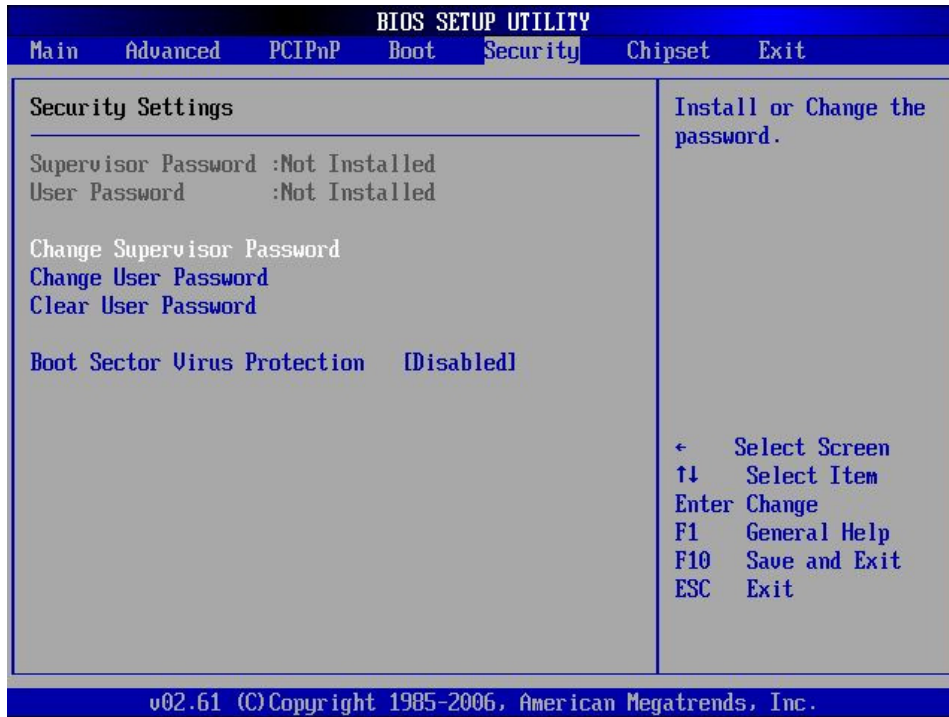 BIOS SETUP UTILITY
Main Advanced PCIPnP Boot Security Chipset Exit
Security Settings
Supervisor Password :Not Installed
User Password :Not Installed
Change Supervisor Password
Change User Password
Clear User Password
Boot Sector Virus Protection [Disabled]
Install or Change the
password.
← Select Screen
↑↓ Select Item
Enter Change
F1 General Help
F10 Save and Exit
ESC Exit
v02.61 (C)Copyright 1985-2006, American Megatrends, Inc.